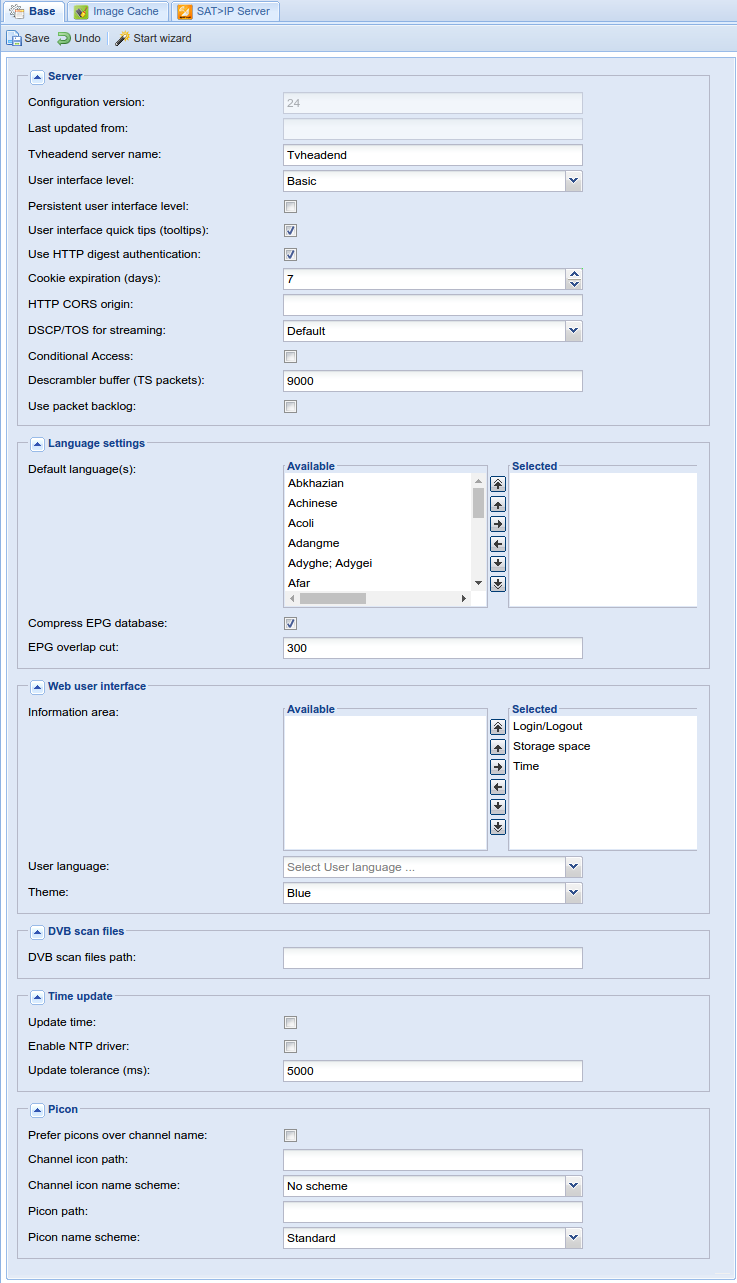 Base Image Cache SAT>IP Server
Save Undo Start wizard
Server
Configuration version: 24
Last updated from:
Tvheadend server name: Tvheadend
User interface level: Basic
Persistent user interface level:
User interface quick tips (tooltips):
Use HTTP digest authentication:
Cookie expiration (days): 7
HTTP CORS origin:
DSCP/TOS for streaming: Default
Conditional Access:
Descrambler buffer (TS packets): 9000
Use packet backlog:
Language settings
Default language(s): Available Selected
Abkhazian
Achinese
Acoli
Adangme
Adyghe; Adygei
Afar
Compress EPG database:
EPG overlap cut: 300
Web user interface
Information area: Available Selected
Login/Logout
Storage space
Time
User language: Select User language ...
Theme: Blue
DVB scan files
DVB scan files path:
Time update
Update time:
Enable NTP driver:
Update tolerance (ms): 5000
Picon
Prefer picons over channel name:
Channel icon path:
Channel icon name scheme: No scheme
Picon path:
Picon name scheme: Standard